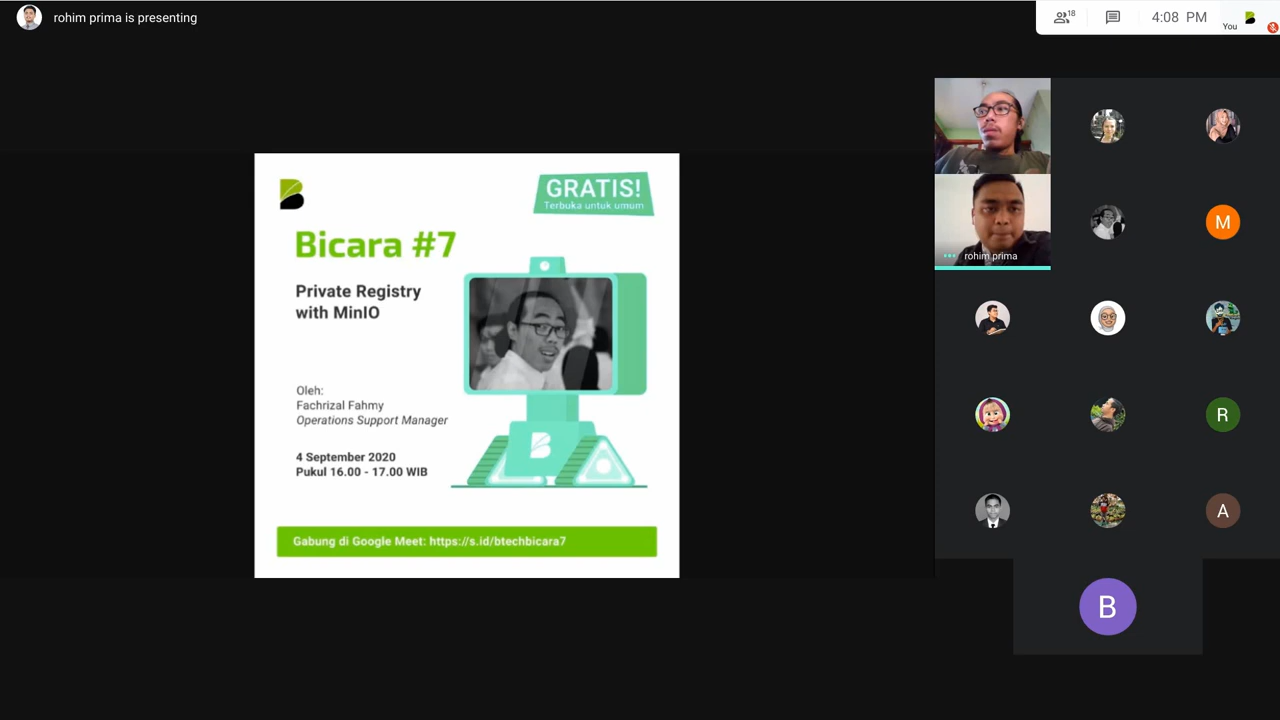 rohim prima is presenting
18
4:08 PM
You
GRATIS!
Terbuka untuk umum
Bicara #7
Private Registry
with MinIO
Oleh:
Fachrizal Fahmy
Operations Support Manager
4 September 2020
Pukul 16.00 - 17.00 WIB
Gabung di Google Meet: https://s.id/btechbicara7
rohim prima
M
R
A
B